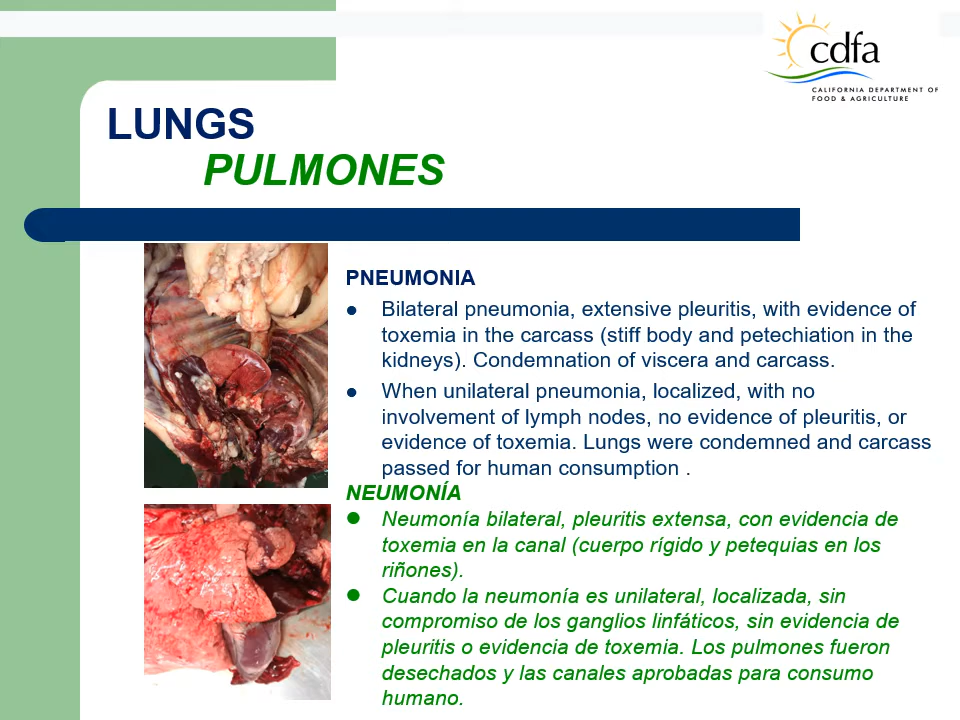 cdfa
CALIFORNIA DEPARTMENT OF
FOOD & AGRICULTURE
LUNGS
PULMONES
PNEUMONIA
Bilateral pneumonia, extensive pleuritis, with evidence of
toxemia in the carcass (stiff body and petechiation in the
kidneys). Condemnation of viscera and carcass.
When unilateral pneumonia, localized, with no
involvement of lymph nodes, no evidence of pleuritis, or
evidence of toxemia. Lungs were condemned and carcass
passed for human consumption .
NEUMONÍA
Neumonía bilateral, pleuritis extensa, con evidencia de
toxemia en la canal (cuerpo rígido y petequias en los
riñones).
Cuando la neumonía es unilateral, localizada, sin
compromiso de los ganglios linfáticos, sin evidencia de
pleuritis o evidencia de toxemia. Los pulmones fueron
desechados y las canales aprobadas para consumo
humano.